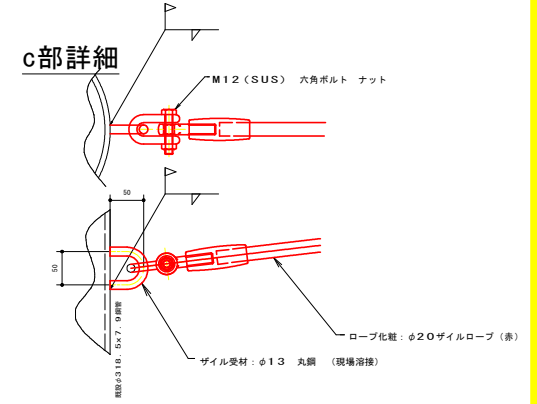 c部詳細
M12(SUS) 六角ボルト ナット
50
50
ロープ化粧:φ20ザイルロープ(赤)
ザイル受材:φ13 丸鋼 (現場溶接)
既設φ318.5×7.9鋼管